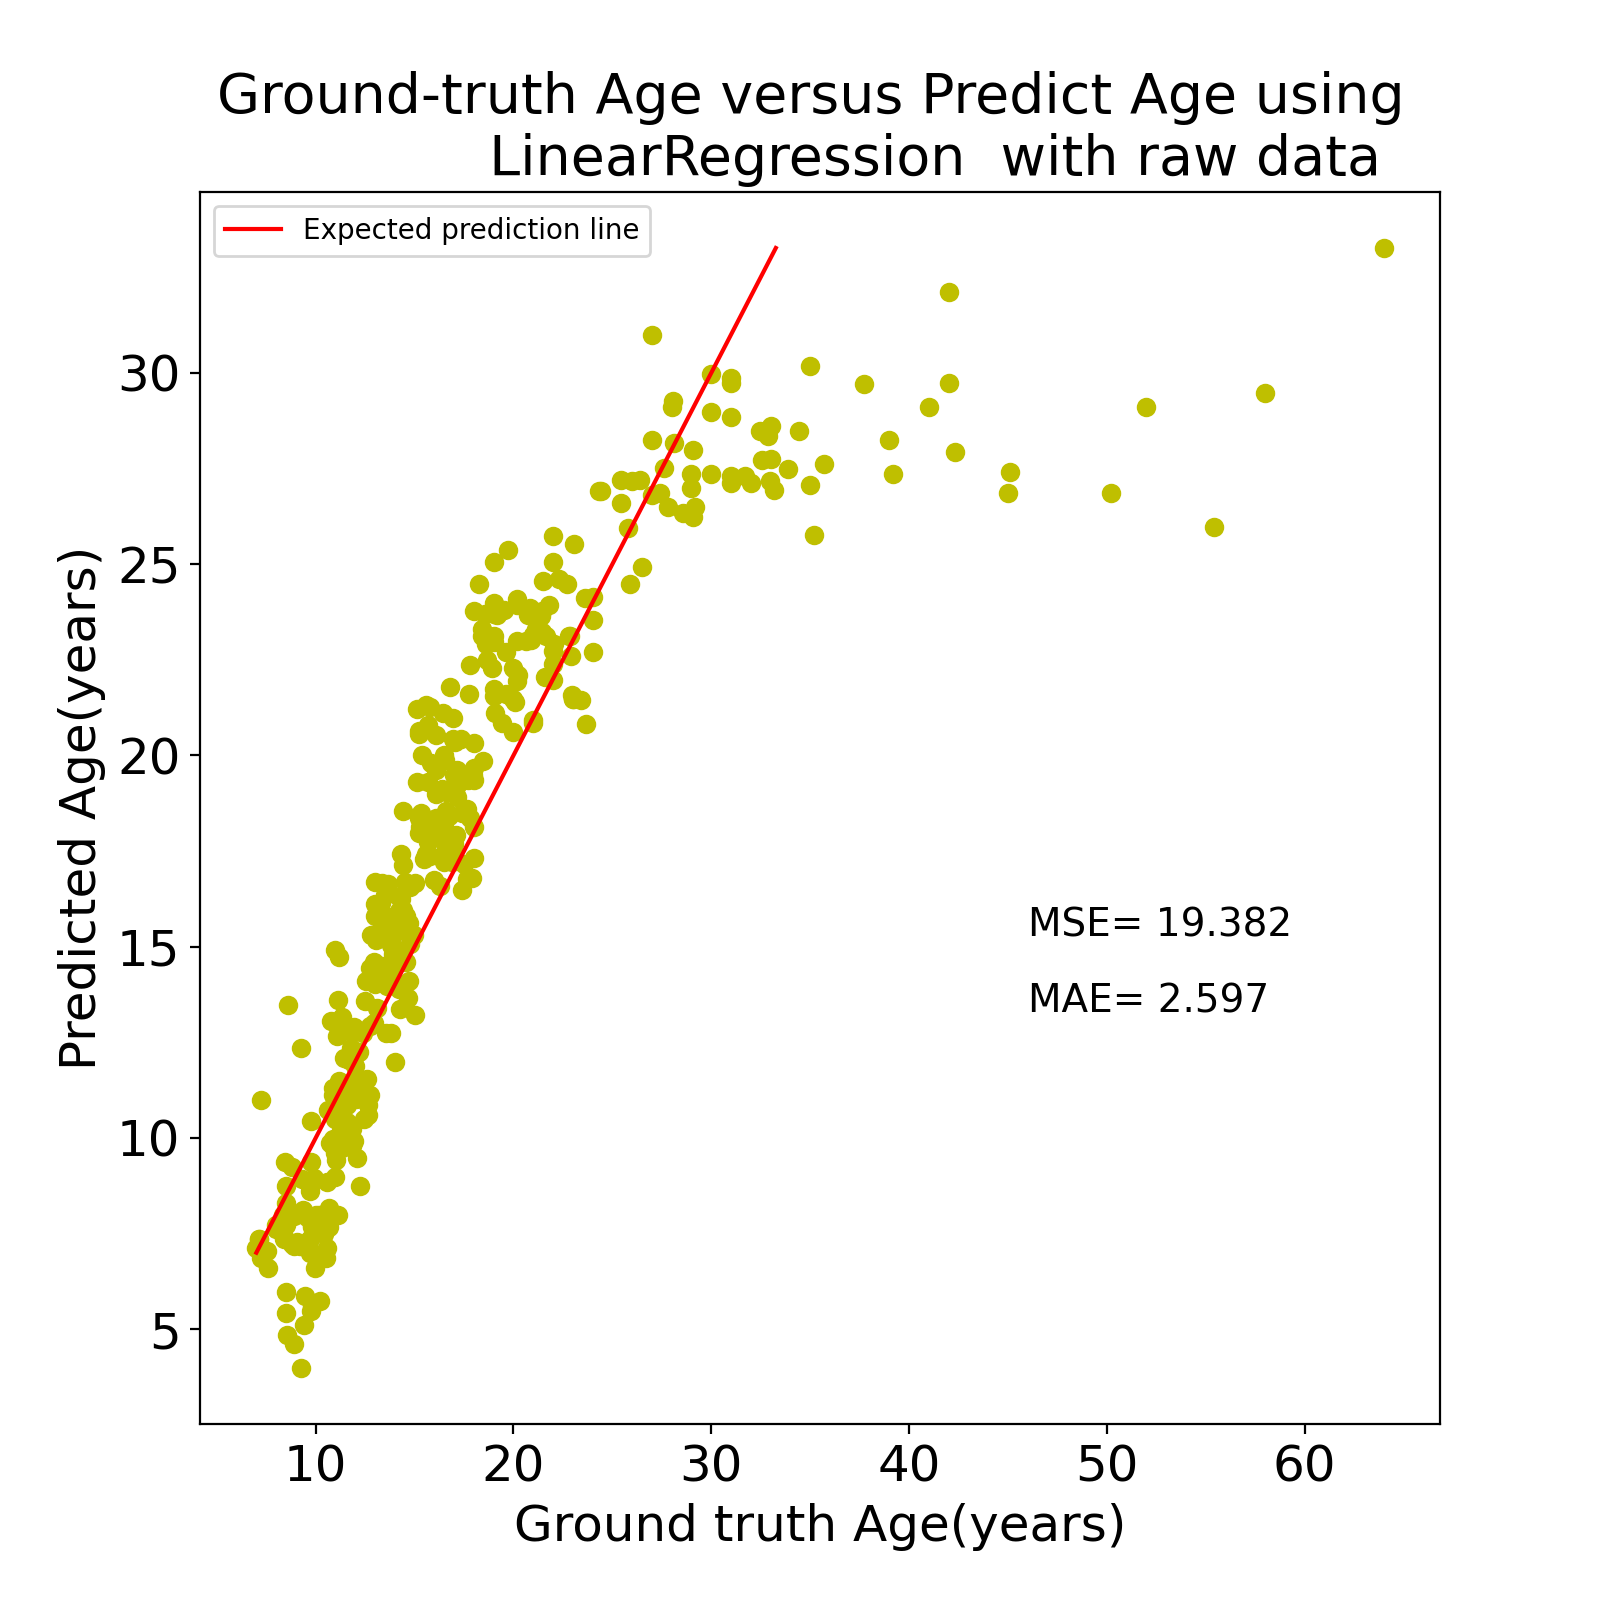 Ground-truth Age versus Predict Age using
LinearRegression  with raw data
Expected prediction line
30
25
20
15
10
5
Predicted Age(years)
MSE= 19.382
MAE= 2.597
10 20 30 40 50 60
Ground truth Age(years)